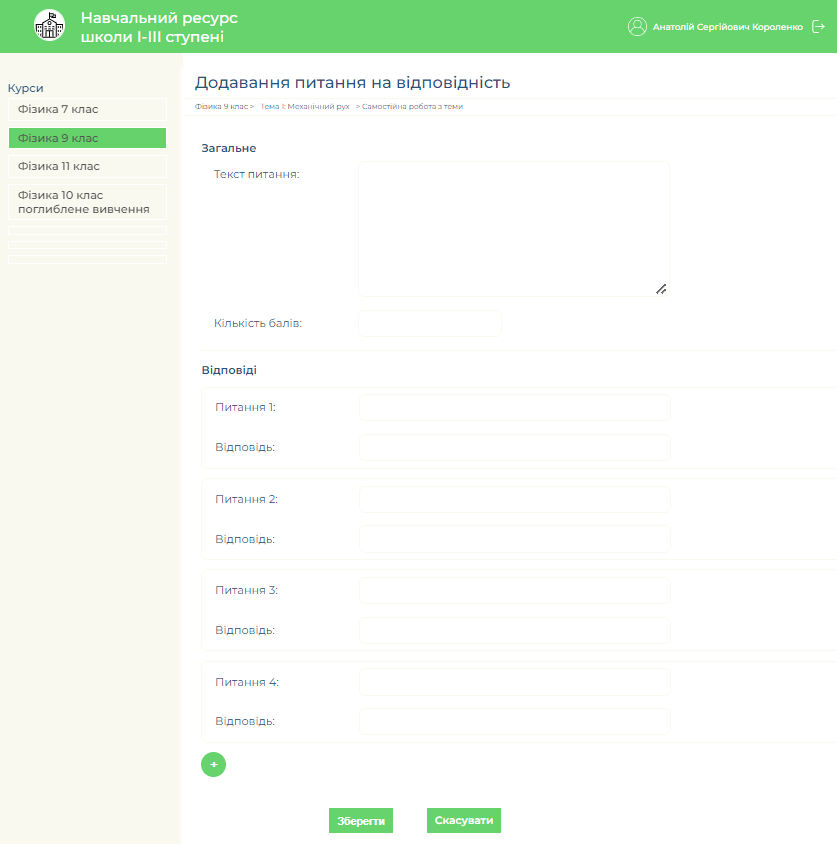 Навчальний ресурс
школи І-ІІІ ступені
Анатолій Сергійович Короленко
Курси
Фізика 7 клас
Фізика 9 клас
Фізика 11 клас
Фізика 10 клас
поглиблене вивчення
Додавання питання на відповідність
Фізика 9 клас > Тема 1: Механічний рух > Самостійна робота з теми
Загальне
Текст питання:
Кількість балів:
Відповіді
Питання 1:
Відповідь:
Питання 2:
Відповідь:
Питання 3:
Відповідь:
Питання 4:
Відповідь:
+
Зберегти Скасувати